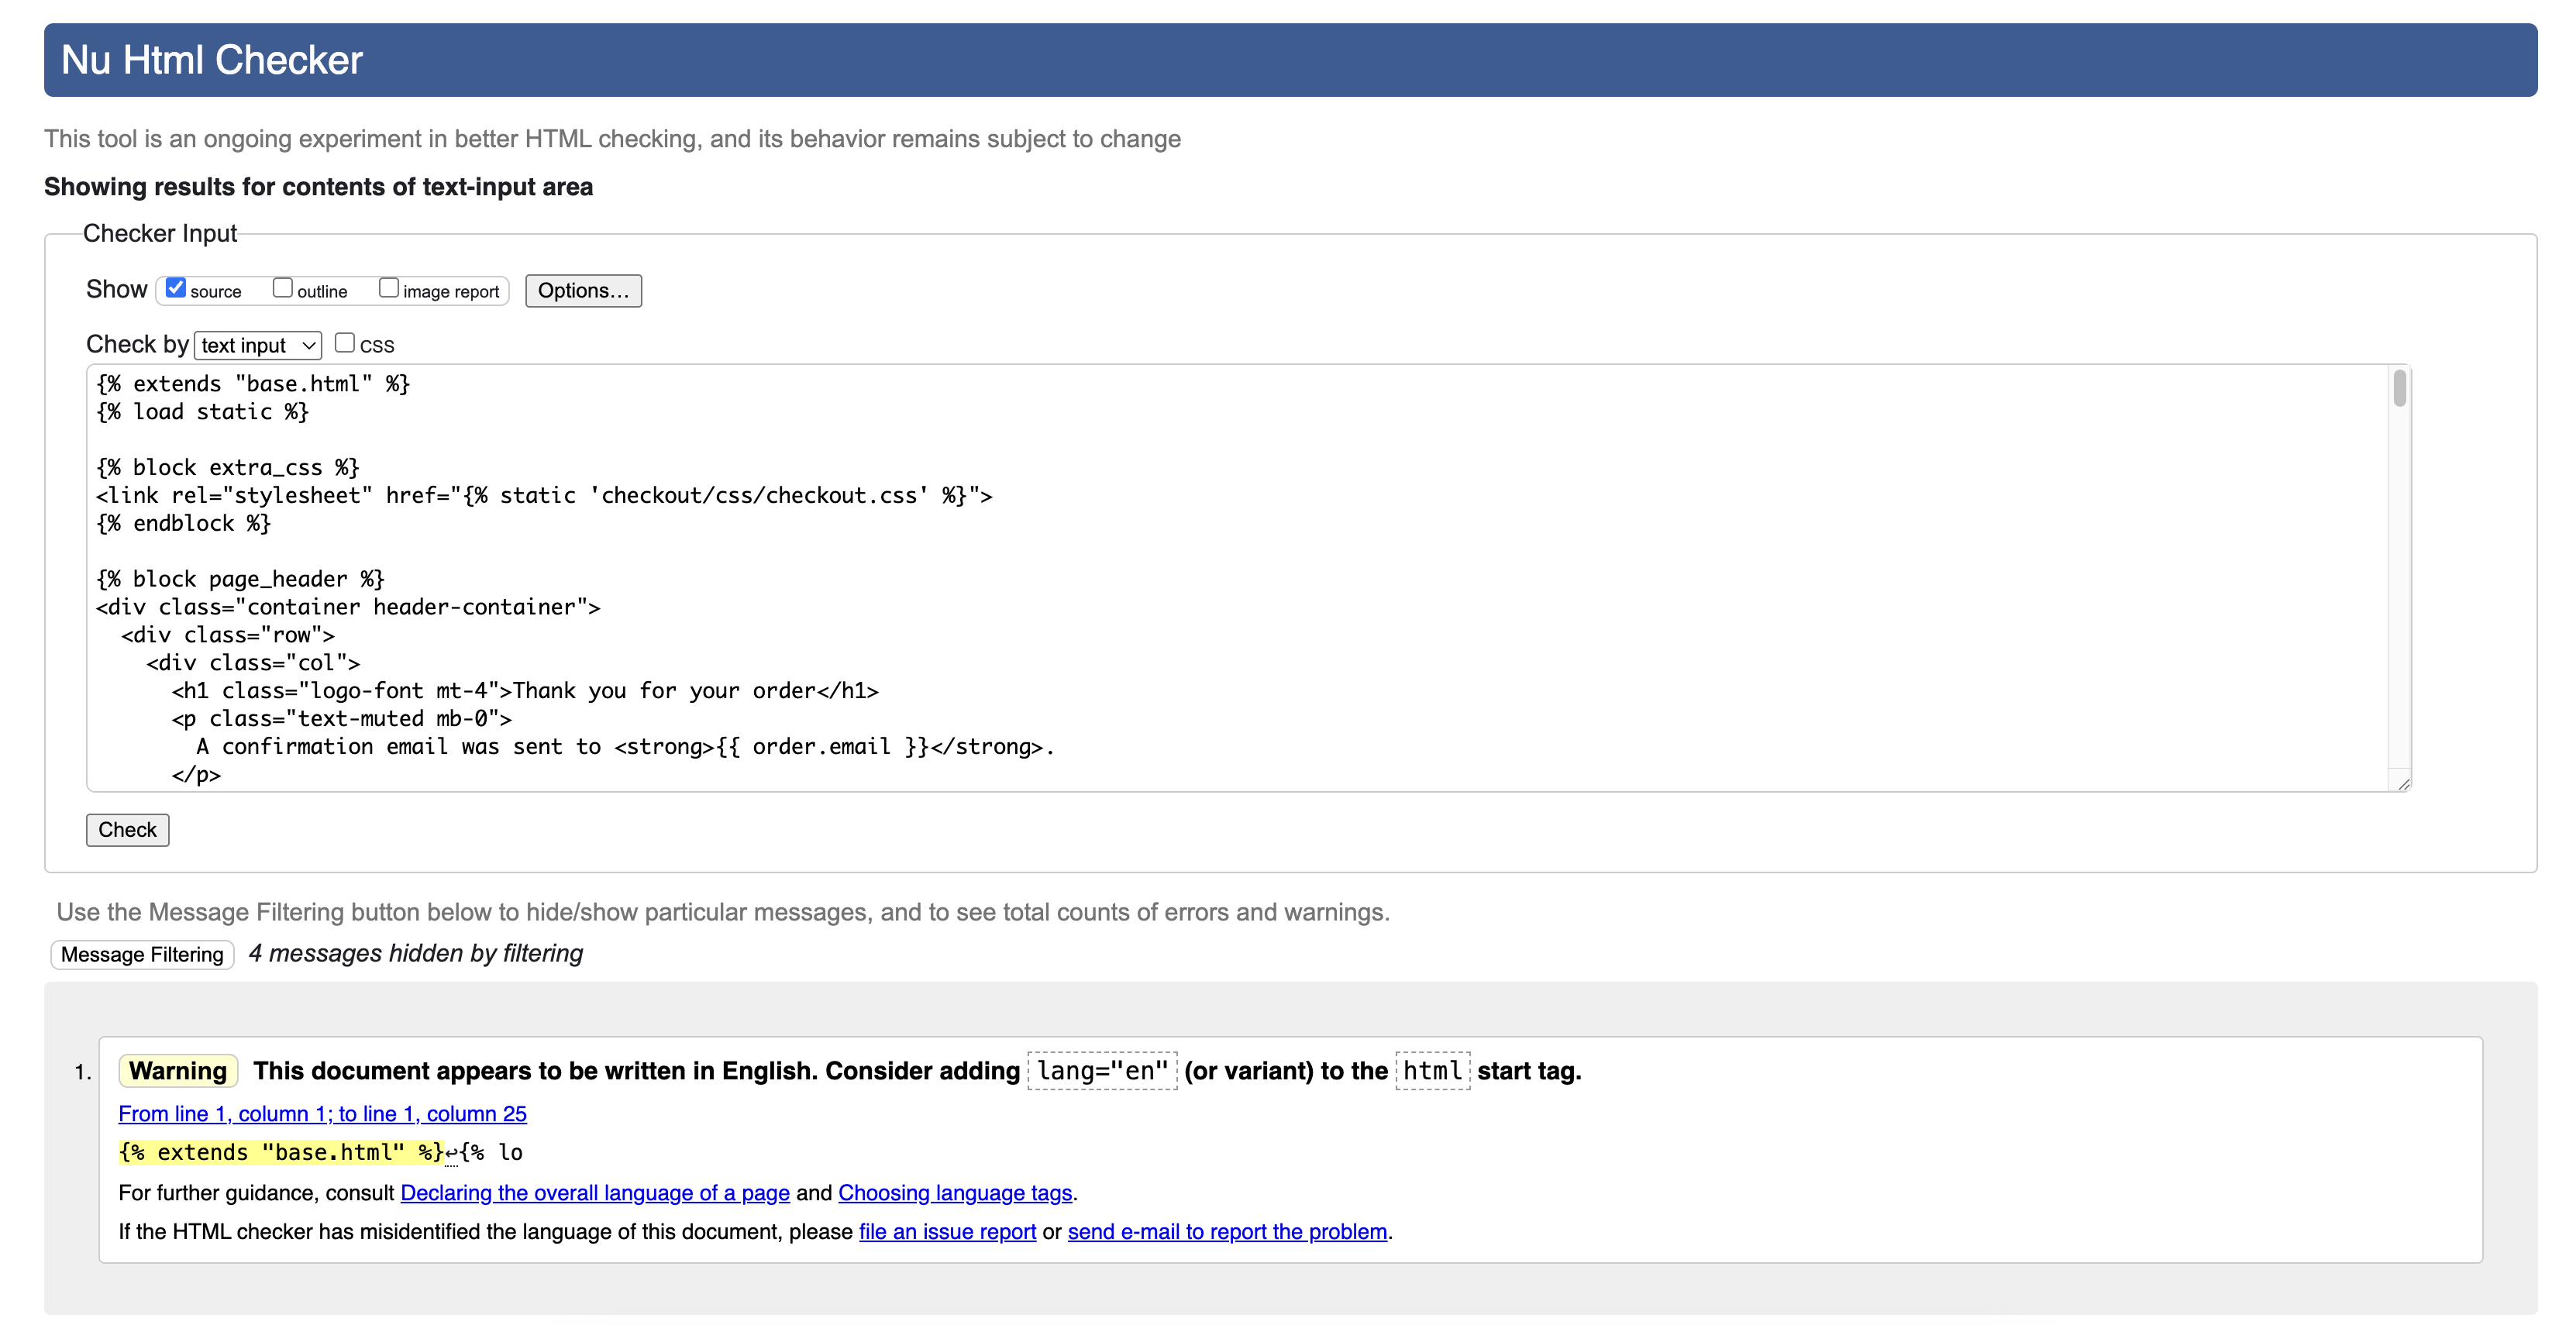 Nu Html Checker
This tool is an ongoing experiment in better HTML checking, and its behavior remains subject to change
Showing results for contents of text-input area
Checker Input
Show source outline image report Options...
Check by text input CSS
{% extends "base.html" %}
{% load static %}
{% block extra_css %}
<link rel="stylesheet" href="{% static 'checkout/css/checkout.css' %}">
{% endblock %}
{% block page_header %}
<div class="container header-container">
  <div class="row">
    <div class="col">
      <h1 class="logo-font mt-4">Thank you for your order</h1>
      <p class="text-muted mb-0">
        A confirmation email was sent to <strong>{{ order.email }}</strong>.
      </p>
Check
Use the Message Filtering button below to hide/show particular messages, and to see total counts of errors and warnings.
Message Filtering 4 messages hidden by filtering
1. Warning This document appears to be written in English. Consider adding lang="en" (or variant) to the html start tag.
From line 1, column 1; to line 1, column 25
{% extends "base.html" %}↩{% lo
For further guidance, consult Declaring the overall language of a page and Choosing language tags.
If the HTML checker has misidentified the language of this document, please file an issue report or send e-mail to report the problem.